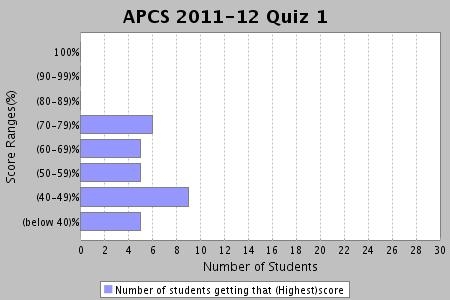 APCS 2011-12 Quiz 1
Score Ranges(%)
100%
(90-99)%
(80-89)%
(70-79)%
(60-69)%
(50-59)%
(40-49)%
(below 40)%
0 2 4 6 8 10 12 14 16 18 20 22 24 26 28 30
Number of Students
Number of students getting that (Highest)score